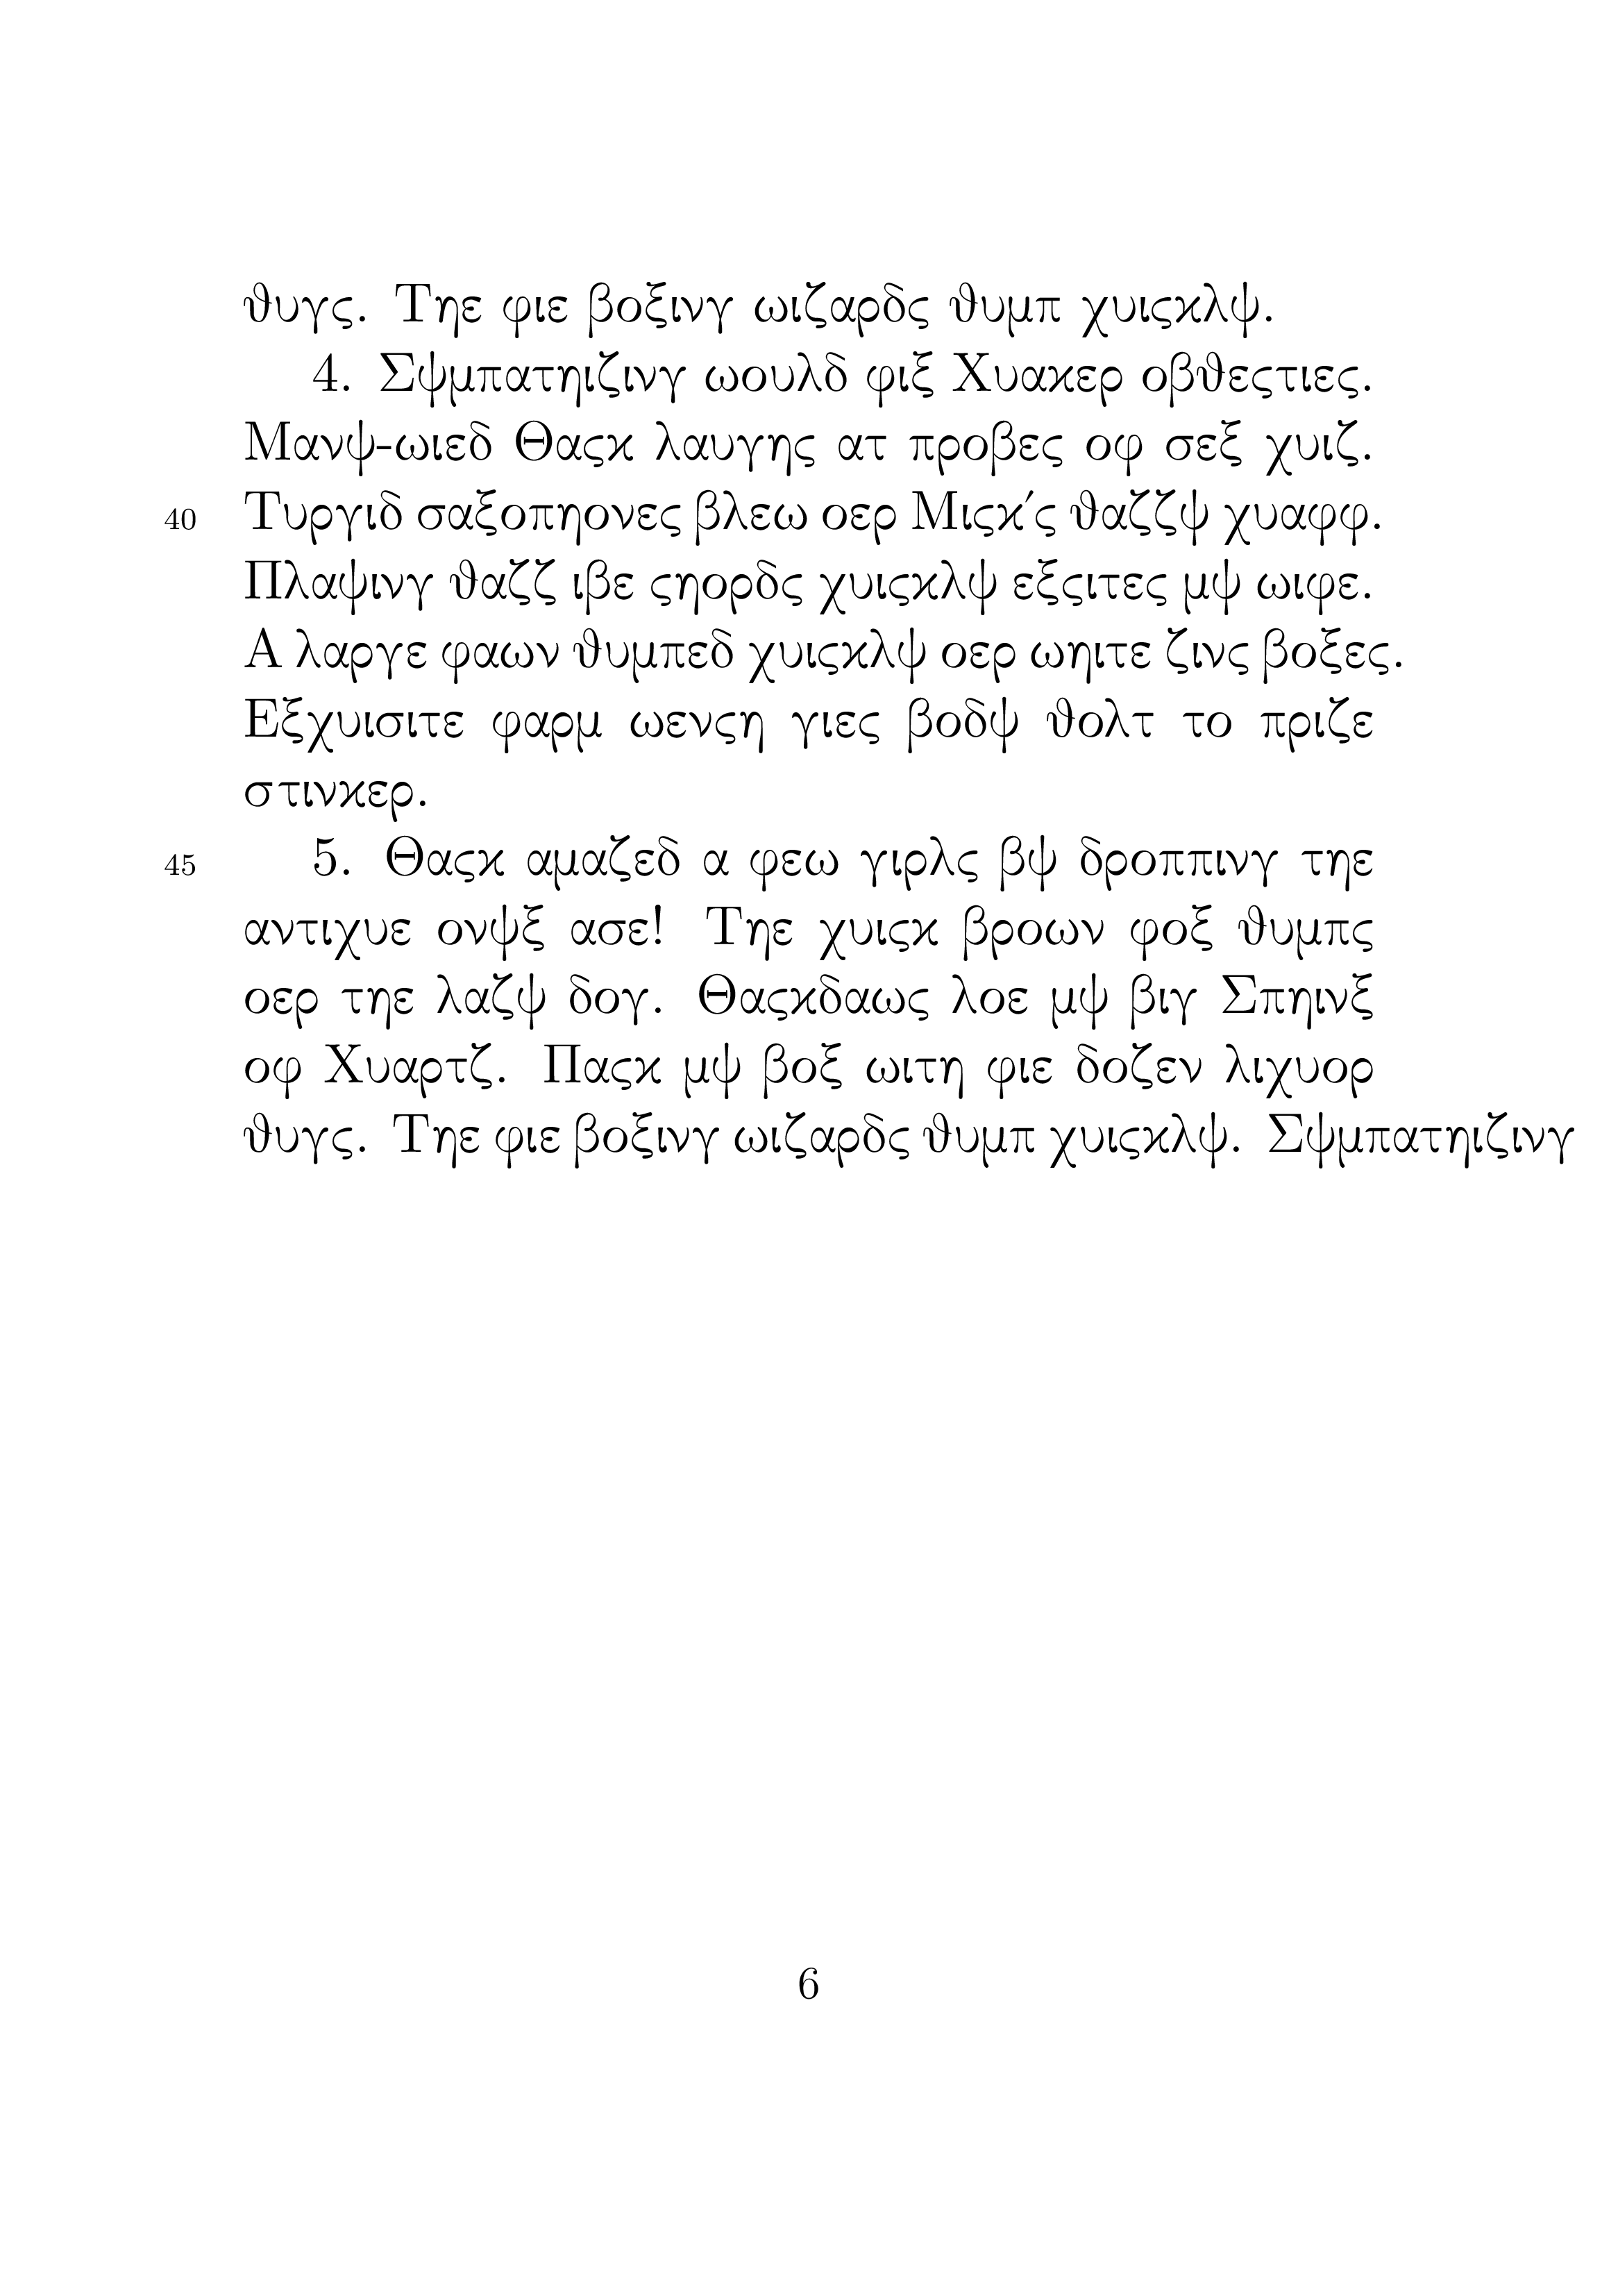 ϑυγς. Τηε φιε βοξινγ ωιζαρδς ϑυμπ χυιςκλψ.
4. Σψμπατηιζινγ ωουλδ φιξ Χυακερ οβϑεςτιες.
Μανψ-ωιεδ Θαςκ λαυγης ατ προβες οφ σεξ χυιζ.
40 Τυργιδ σαξοπηονες βλεω οερ Μιςκ´ς ϑαζζψ χυαφφ.
Πλαψινγ ϑαζζ ιβε ςηορδς χυιςκλψ εξςιτες μψ ωιφε.
Α λαργε φαων ϑυμπεδ χυιςκλψ οερ ωηιτε ζινς βοξες.
Εξχυισιτε φαρμ ωενςη γιες βοδψ ϑολτ το πριζε
στινκερ.
45 5. Θαςκ αμαζεδ α φεω γιρλς βψ δροππινγ τηε
αντιχυε ονψξ ασε! Τηε χυιςκ βροων φοξ ϑυμπς
οερ τηε λαζψ δογ. Θαςκδαως λοε μψ βιγ Σπηινξ
οφ Χυαρτζ. Παςκ μψ βοξ ωιτη φιε δοζεν λιχυορ
ϑυγς. Τηε φιε βοξινγ ωιζαρδς ϑυμπ χυιςκλψ. Σψμπατηιζινγ
6